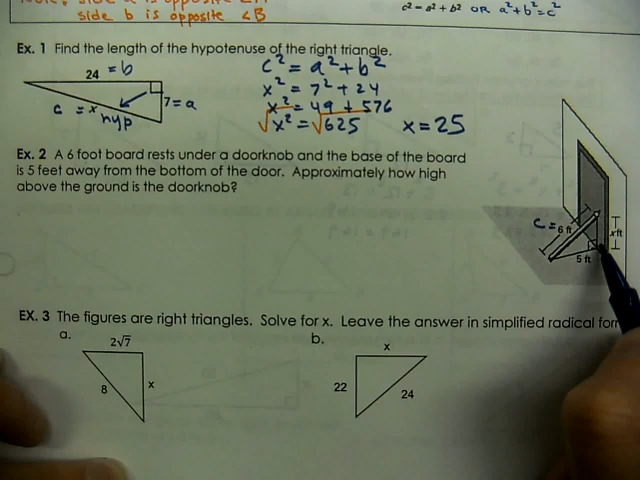 side b is opposite ∠B
c² = a² + b² OR a² + b² = c²
Ex. 1 Find the length of the hypotenuse of the right triangle.
24 = b
c = x
hyp
7 = a
c² = a² + b²
x² = 7² + 24
x² = 49 + 576
√x² = √625
x = 25
Ex. 2 A 6 foot board rests under a doorknob and the base of the board
is 5 feet away from the bottom of the door. Approximately how high
above the ground is the doorknob?
c = 6 ft
x ft
5 ft
EX. 3 The figures are right triangles. Solve for x. Leave the answer in simplified radical form
a.
2√7
8
x
b.
x
22
24